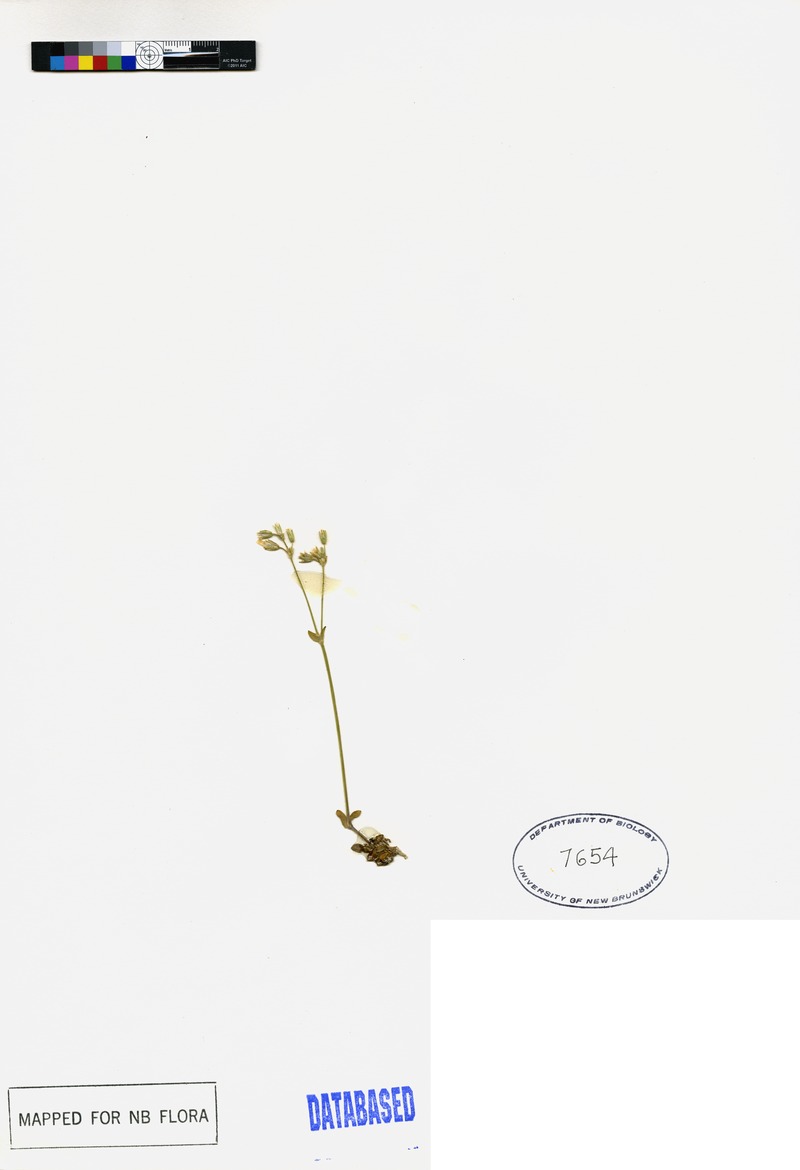 AIC PhD Target
©2011 AIC
DEPARTMENT OF BIOLOGY
7654
UNIVERSITY OF NEW BRUNSWICK
MAPPED FOR NB FLORA
DATABASED